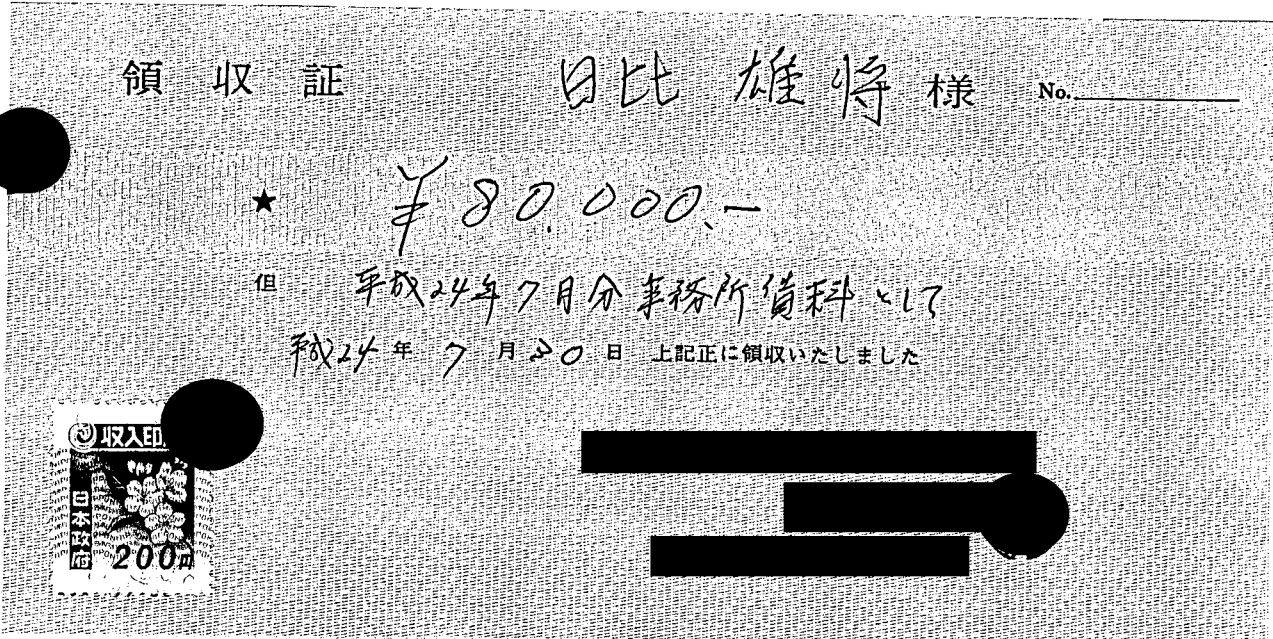 領収証 日比 雄将 様 No.
★ ¥80,000.-
但 平成24年7月分事務所賃料として
平成24年 7月30日 上記正に領収いたしました
収入印
日本政府
200円